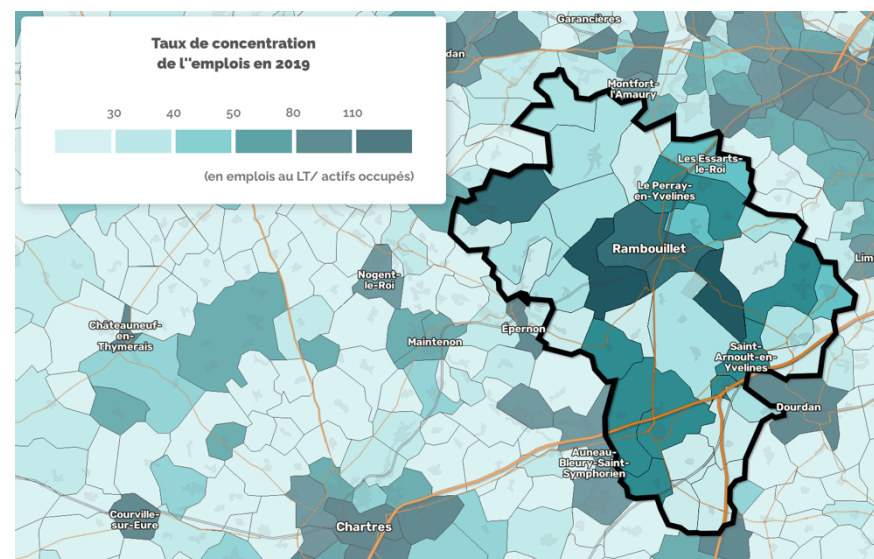 Garancières
Taux de concentration
de l''emplois en 2019
dan
Montfort-
l'Amaury
30 40 50 80 110
Les Essarts-
le-Roi
(en emplois au LT/ actifs occupés)
Le Perray-
en-Yvelines
Rambouillet
Lim
Nogent-
le-Roi
Châteauneuf-
en-
Thymerais
Épernon
Maintenon
Saint-
Arnoult-en-
Yvelines
Dourdan
Auneau-
Bleury-Saint-
Symphorien
Courville-
sur-Eure
Chartres